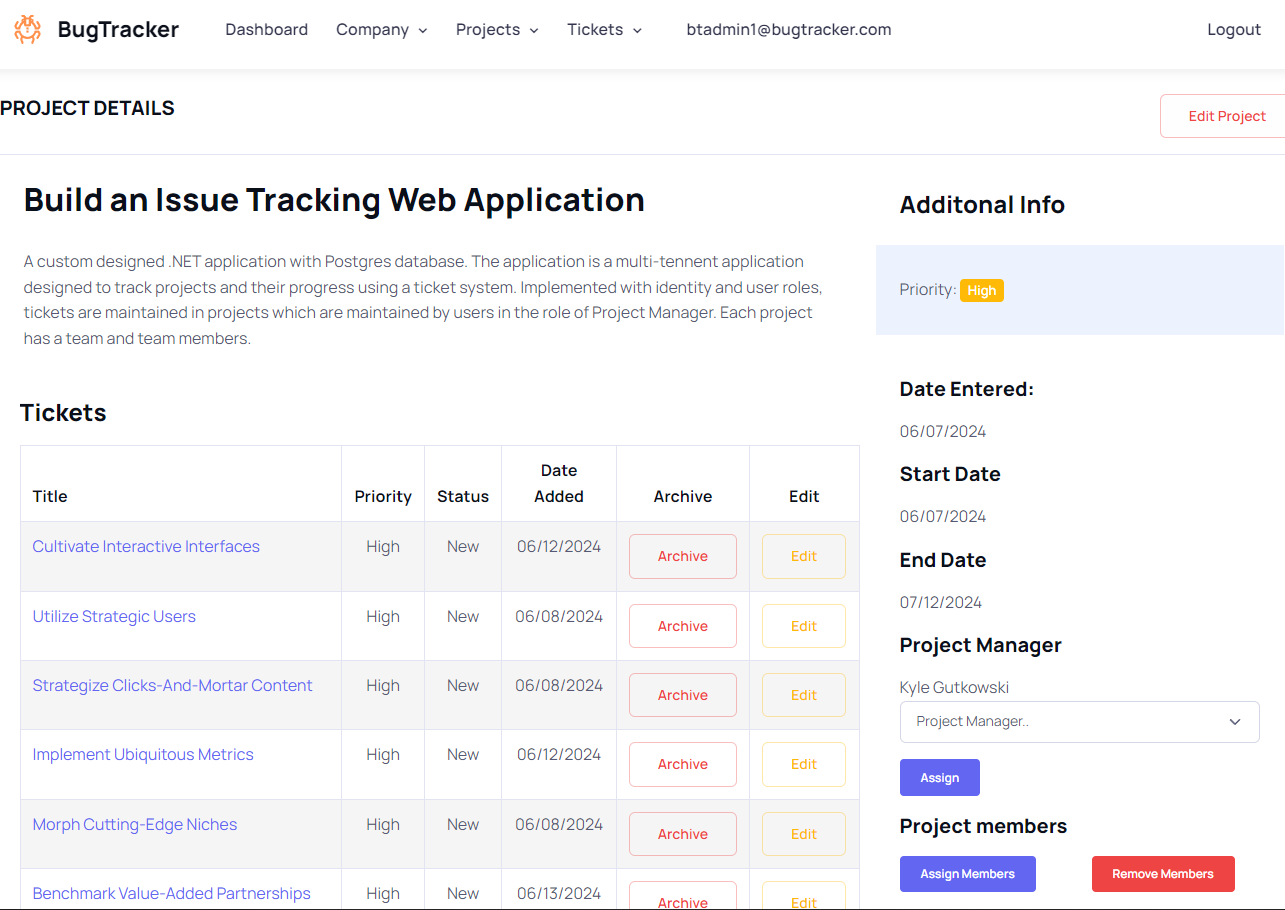 BugTracker Dashboard Company Projects Tickets btadmin1@bugtracker.com Logout
PROJECT DETAILS
Edit Project
Build an Issue Tracking Web Application
A custom designed .NET application with Postgres database. The application is a multi-tennent application
designed to track projects and their progress using a ticket system. Implemented with identity and user roles,
tickets are maintained in projects which are maintained by users in the role of Project Manager. Each project
has a team and team members.
Tickets
Title Priority Status Date Added Archive Edit
Cultivate Interactive Interfaces High New 06/12/2024 Archive Edit
Utilize Strategic Users High New 06/08/2024 Archive Edit
Strategize Clicks-And-Mortar Content High New 06/08/2024 Archive Edit
Implement Ubiquitous Metrics High New 06/12/2024 Archive Edit
Morph Cutting-Edge Niches High New 06/08/2024 Archive Edit
Benchmark Value-Added Partnerships High New 06/13/2024 Archive Edit
Additonal Info
Priority: High
Date Entered:
06/07/2024
Start Date
06/07/2024
End Date
07/12/2024
Project Manager
Kyle Gutkowski
Project Manager..
Assign
Project members
Assign Members Remove Members